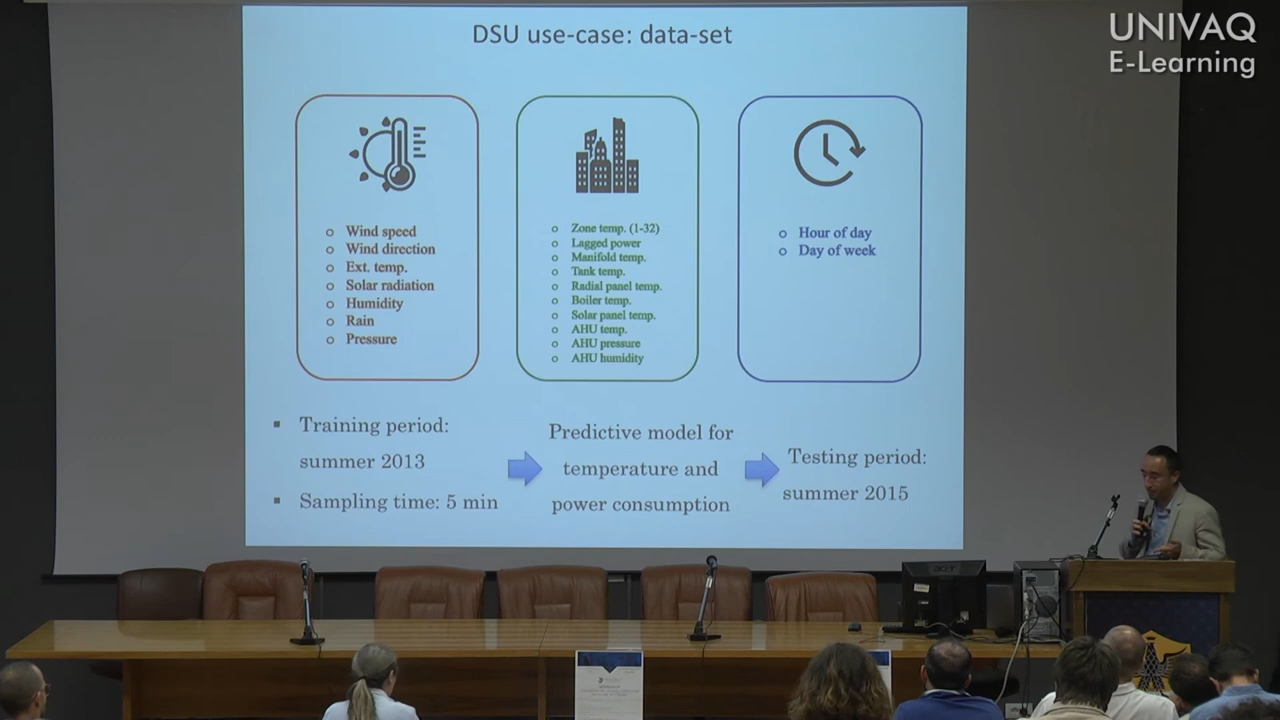 DSU use-case: data-set
UNIVAQ
E-Learning
Wind speed
Wind direction
Ext. temp.
Solar radiation
Humidity
Rain
Pressure
Zone temp. (1-32)
Lagged power
Manifold temp.
Tank temp.
Radial panel temp.
Boiler temp.
Solar panel temp.
AHU temp.
AHU pressure
AHU humidity
Hour of day
Day of week
Training period:
summer 2013
Sampling time: 5 min
Predictive model for
temperature and
power consumption
Testing period:
summer 2015
acer